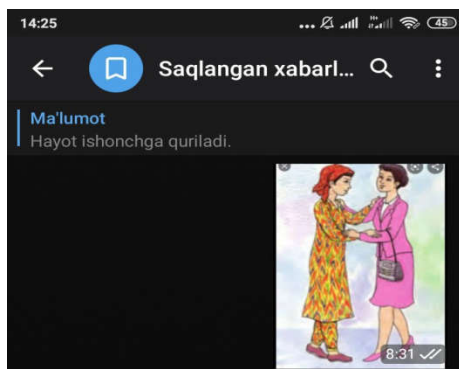 14:25
45
Saqlangan xabarl...
Ma'lumot
Hayot ishonchga quriladi.
8:31